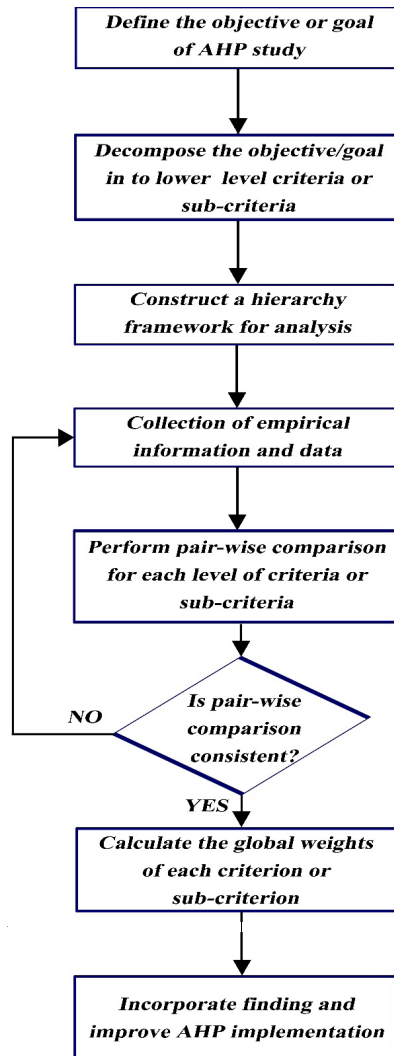 Define the objective or goal
of AHP study
Decompose the objective/goal
in to lower level criteria or
sub-criteria
Construct a hierarchy
framework for analysis
Collection of empirical
information and data
Perform pair-wise comparison
for each level of criteria or
sub-criteria
NO
Is pair-wise
comparison
consistent?
YES
Calculate the global weights
of each criterion or
sub-criterion
Incorporate finding and
improve AHP implementation